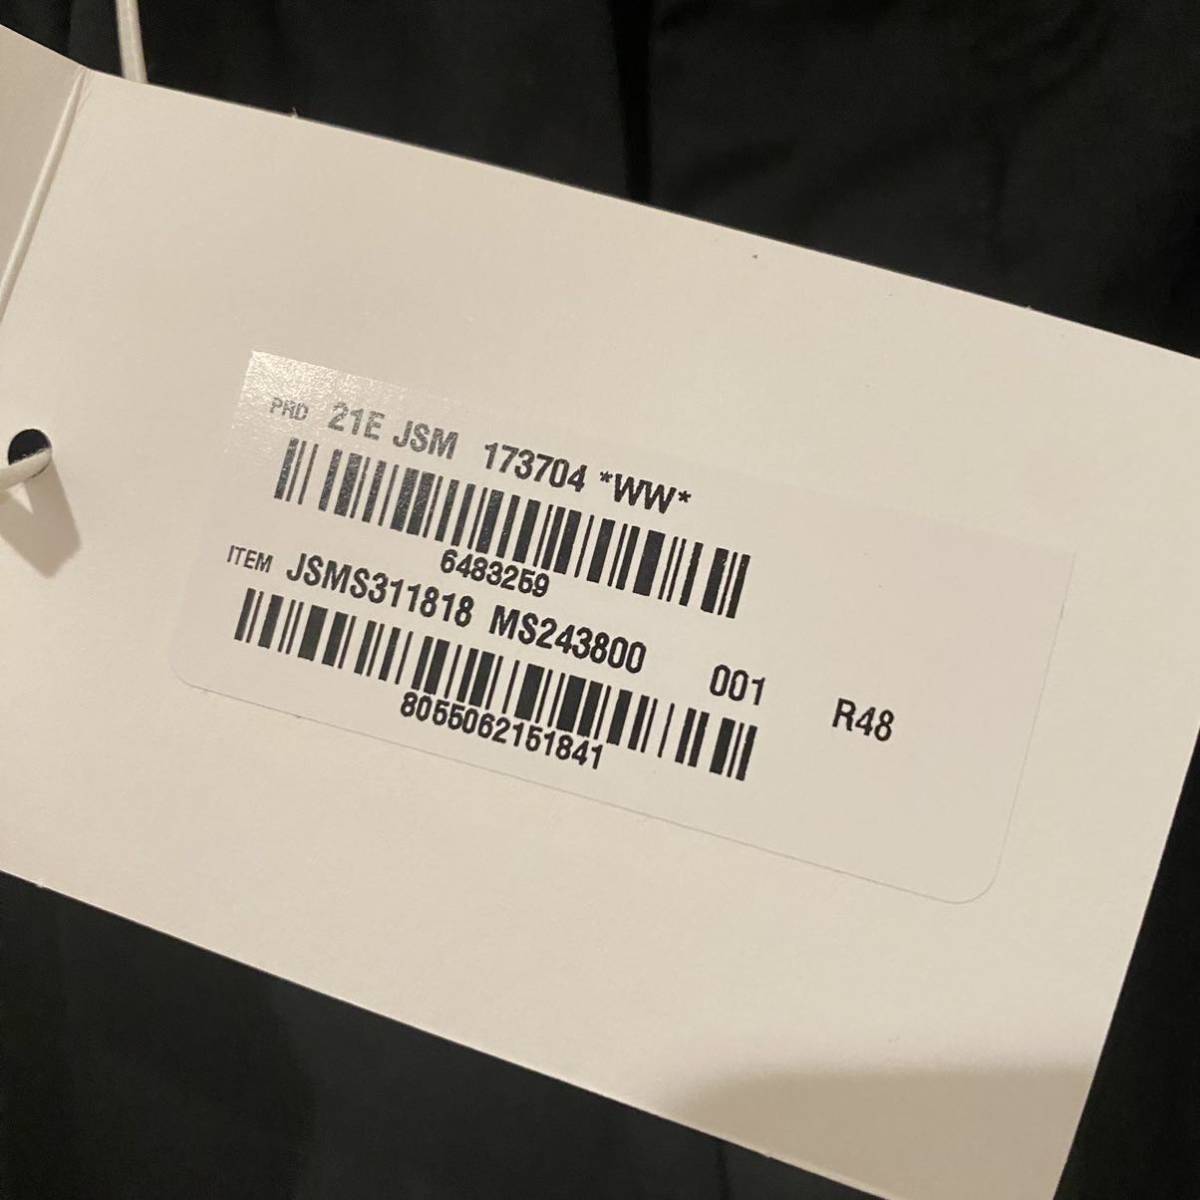 PRD 21E JSM 173704 *WW*
6483259
ITEM JSMS311818 MS243800 001 R48
8055062151841